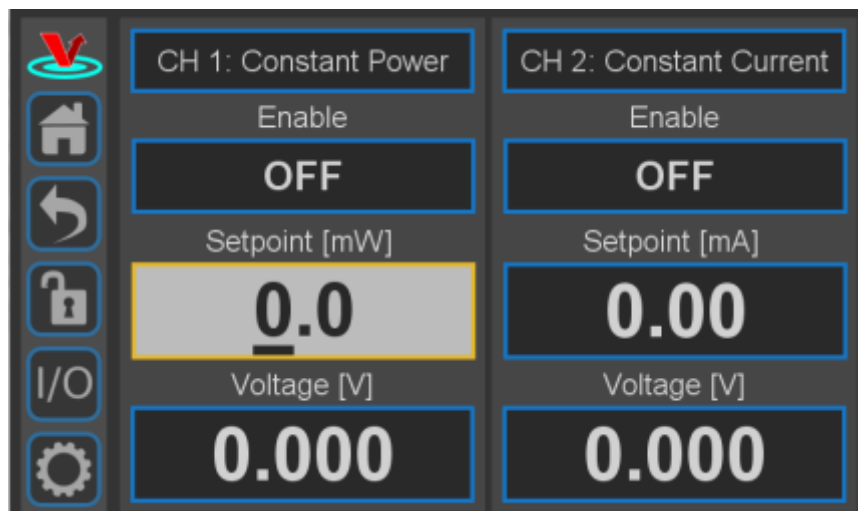 CH 1: Constant Power
Enable
OFF
Setpoint [mW]
0.0
Voltage [V]
0.000
CH 2: Constant Current
Enable
OFF
Setpoint [mA]
0.00
Voltage [V]
0.000
I/O